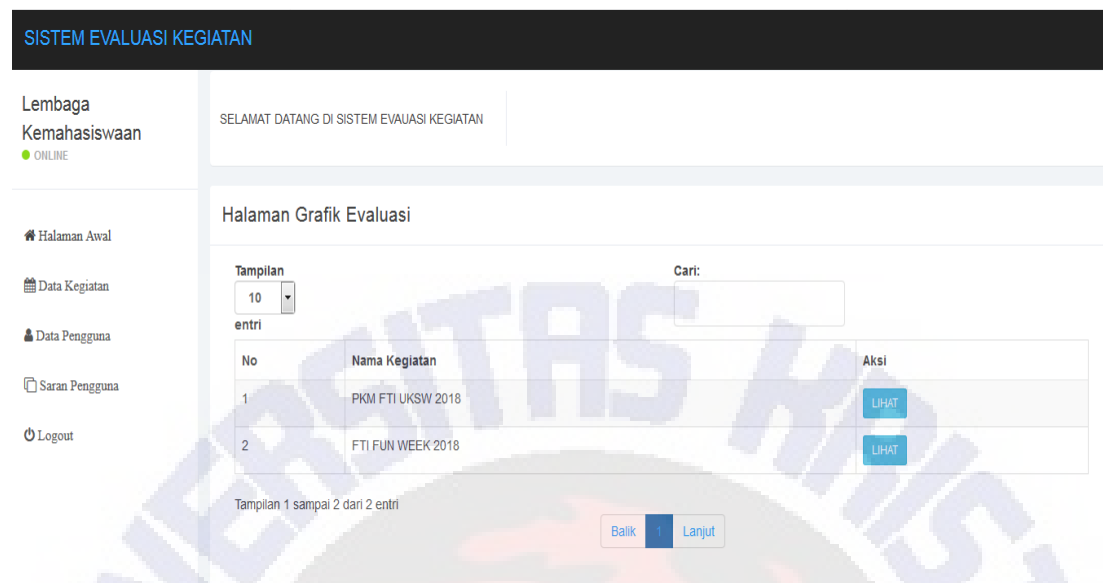 SISTEM EVALUASI KEGIATAN
Lembaga
Kemahasiswaan
ONLINE
Halaman Awal
Data Kegiatan
Data Pengguna
Saran Pengguna
Logout
SELAMAT DATANG DI SISTEM EVAUASI KEGIATAN
Halaman Grafik Evaluasi
Tampilan
10
entri
Cari:
No Nama Kegiatan Aksi
1 PKM FTI UKSW 2018 LIHAT
2 FTI FUN WEEK 2018 LIHAT
Tampilan 1 sampai 2 dari 2 entri
Balik 1 Lanjut